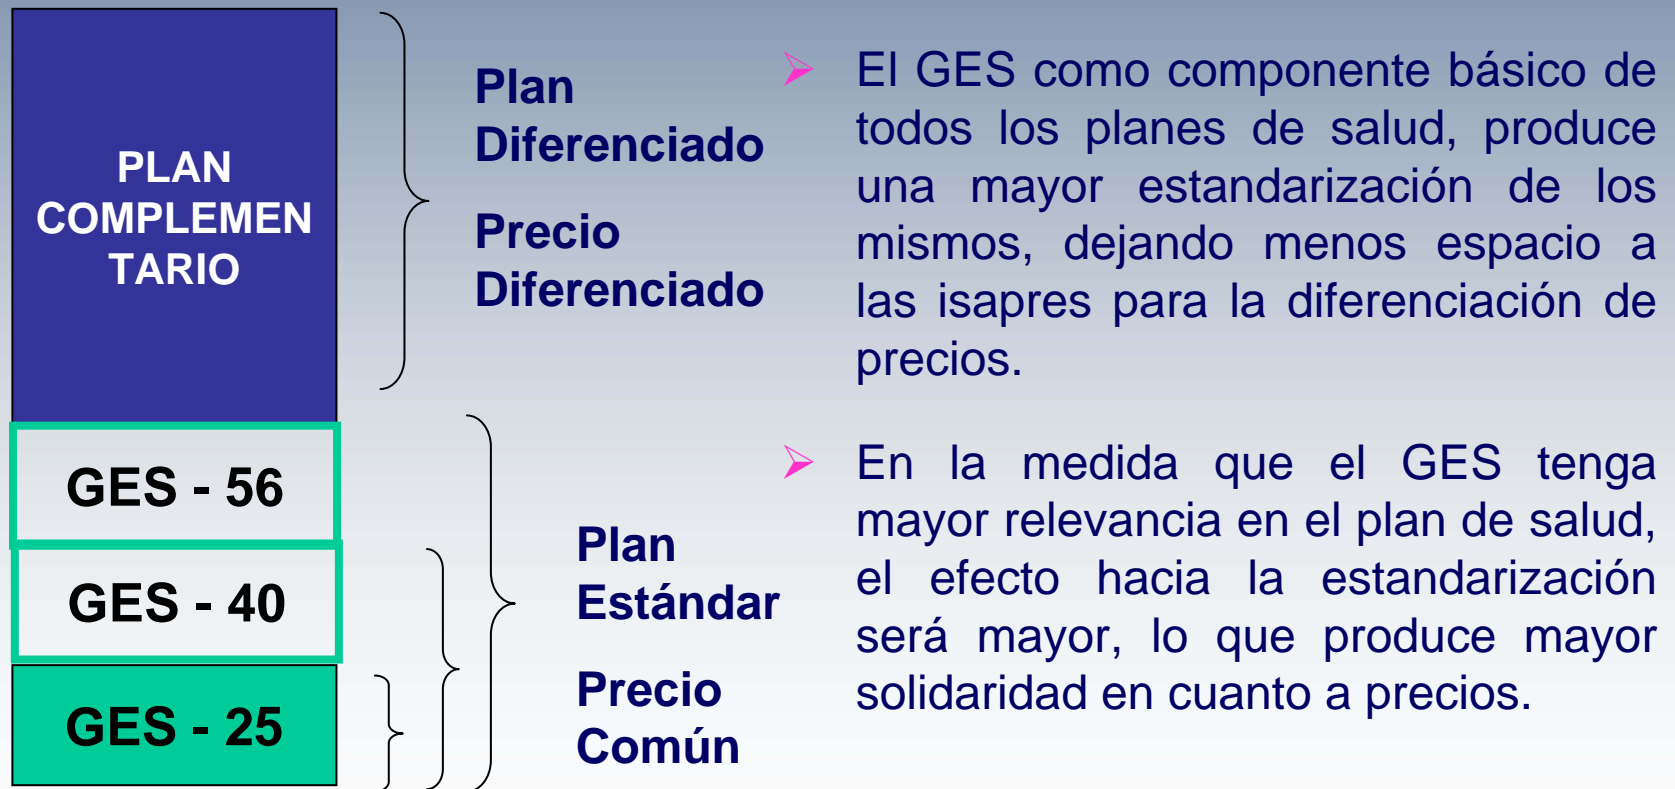 PLAN
COMPLEMEN
TARIO
GES - 56
GES - 40
GES - 25
Plan
Diferenciado
Precio
Diferenciado
Plan
Estándar
Precio
Común
El GES como componente básico de
todos los planes de salud, produce
una mayor estandarización de los
mismos, dejando menos espacio a
las isapres para la diferenciación de
precios.
En la medida que el GES tenga
mayor relevancia en el plan de salud,
el efecto hacia la estandarización
será mayor, lo que produce mayor
solidaridad en cuanto a precios.